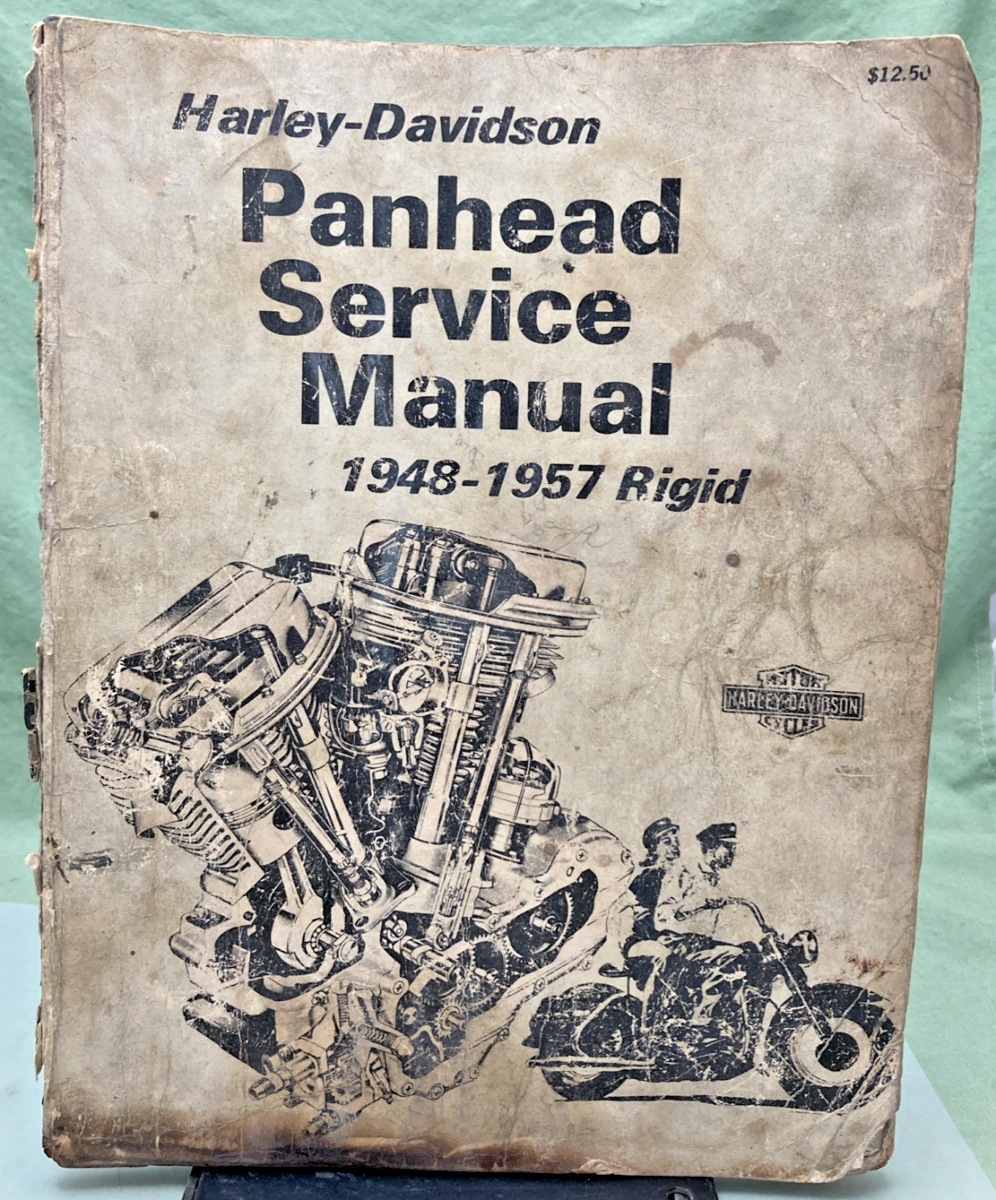 $12.50
Harley-Davidson
Panhead
Service
Manual
1948-1957 Rigid
MOTOR
HARLEY-DAVIDSON
CYCLES